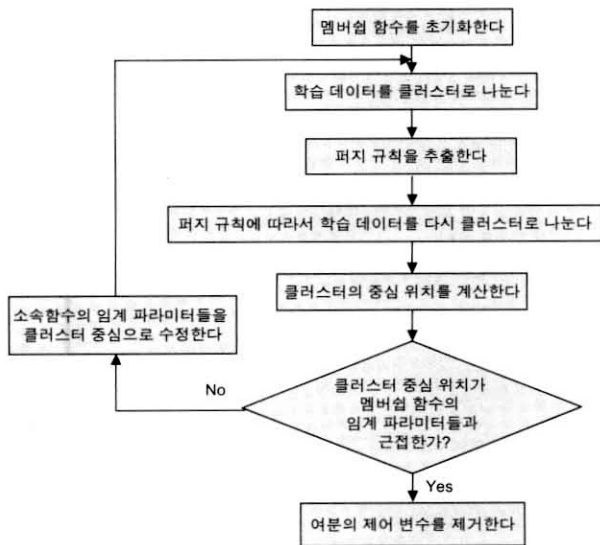 멤버쉽 함수를 초기화한다
학습 데이터를 클러스터로 나눈다
퍼지 규칙을 추출한다
퍼지 규칙에 따라서 학습 데이터를 다시 클러스터로 나눈다
클러스터의 중심 위치를 계산한다
소속함수의 임계 파라미터들을
클러스터 중심으로 수정한다
No
클러스터 중심 위치가
멤버쉽 함수의
임계 파라미터들과
근접한가?
Yes
여분의 제어 변수를 제거한다